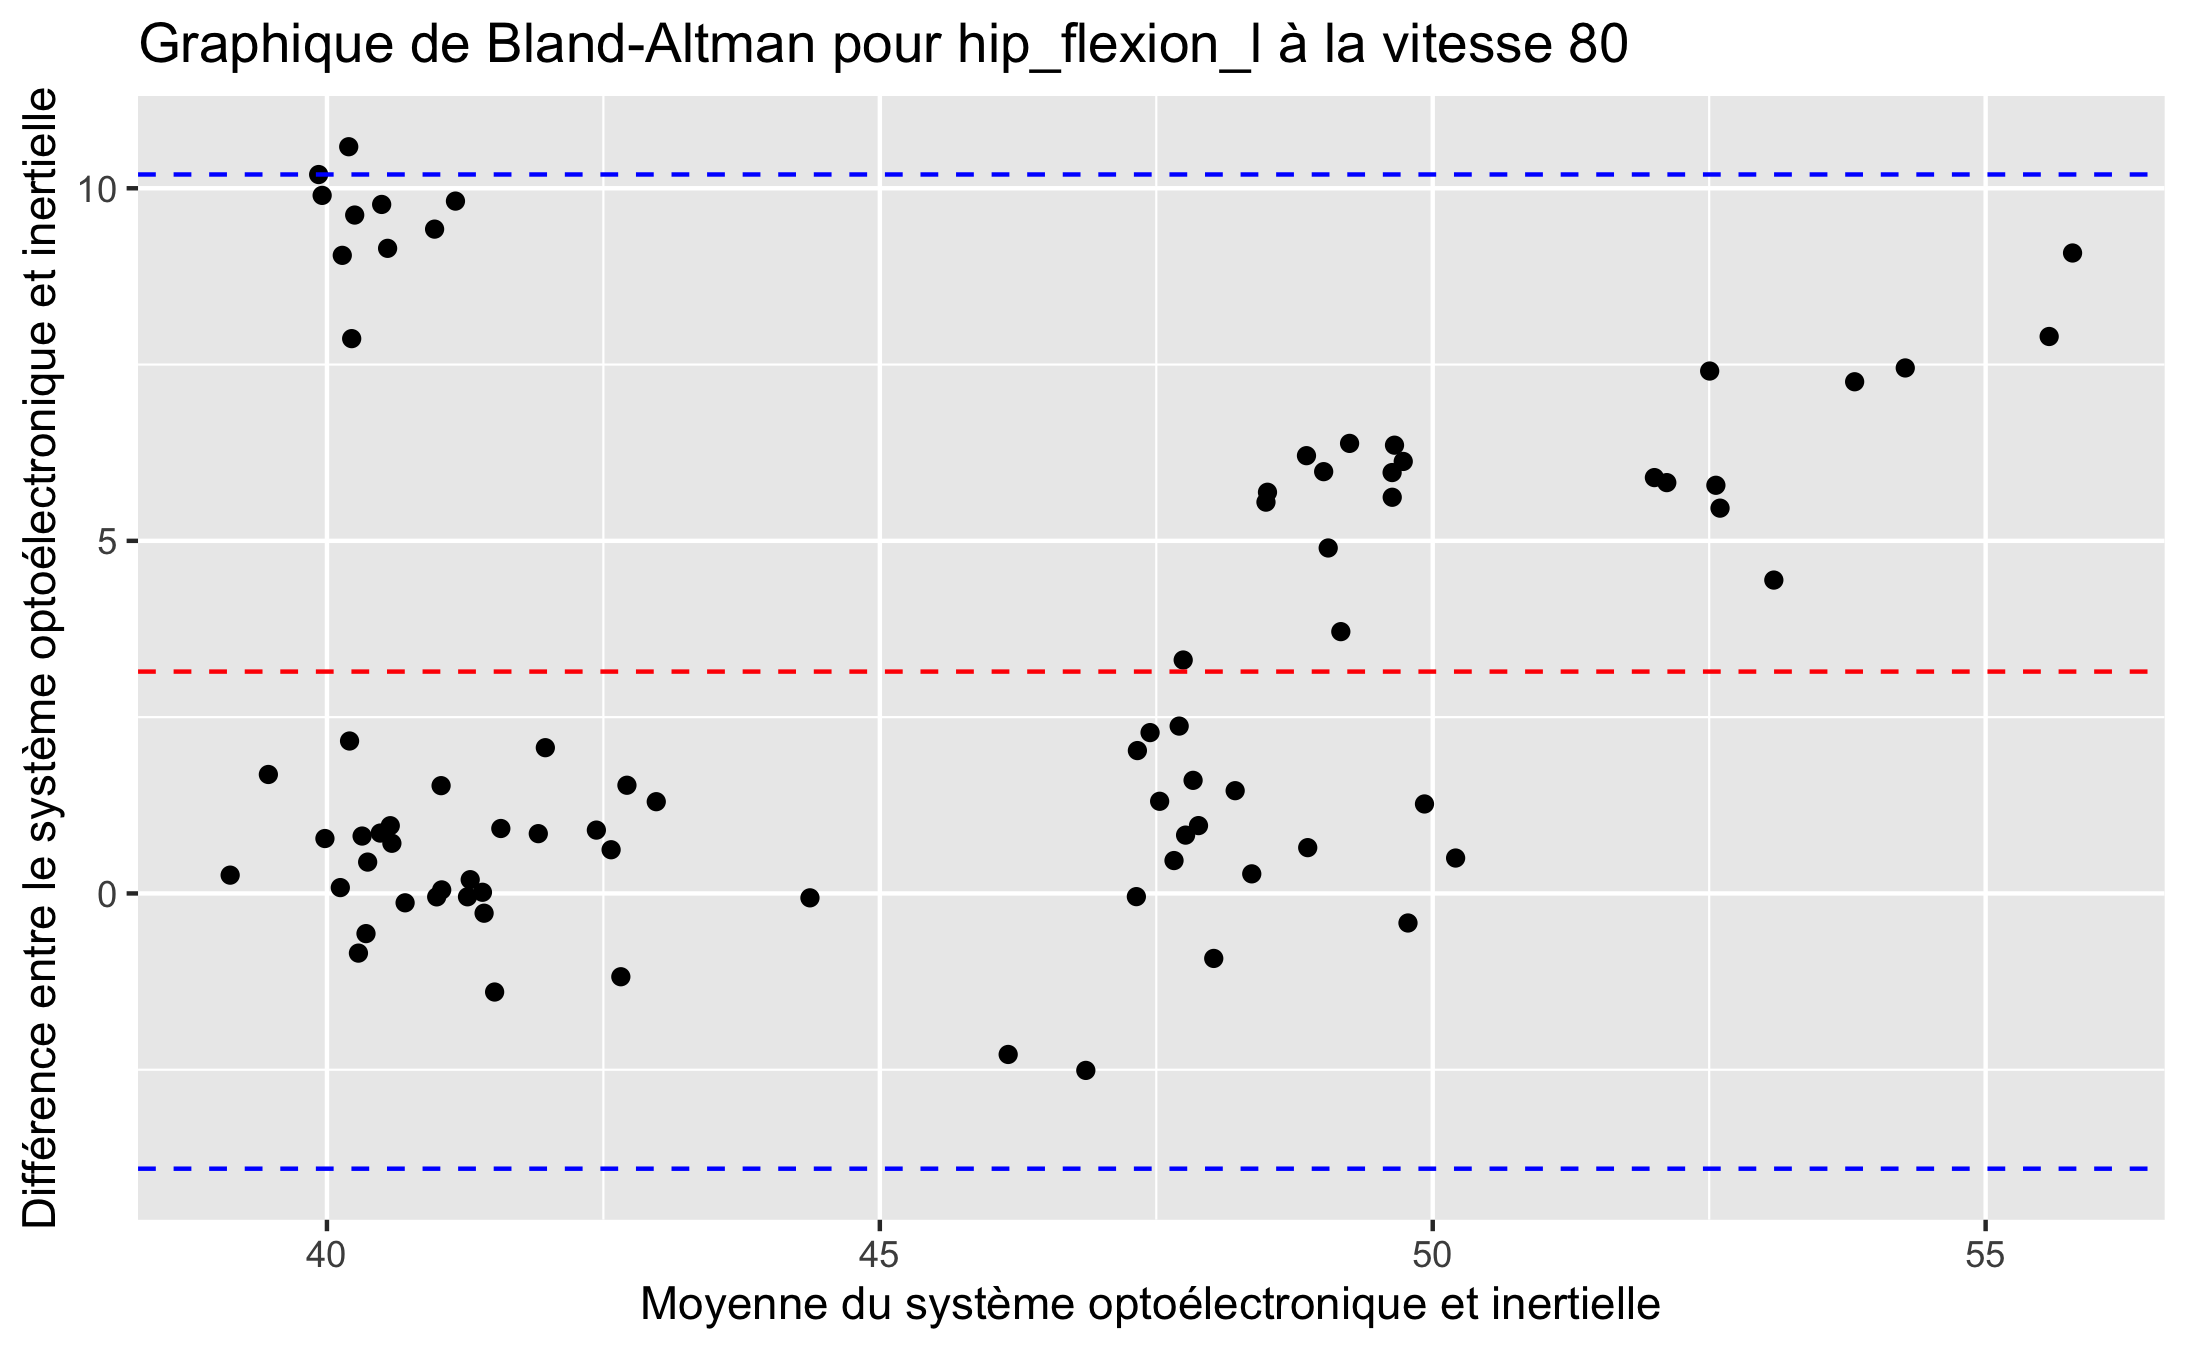 Graphique de Bland-Altman pour hip_flexion_l à la vitesse 80
Différence entre le système optoélectronique et inertielle
10
5
0
40
45
50
55
Moyenne du système optoélectronique et inertielle